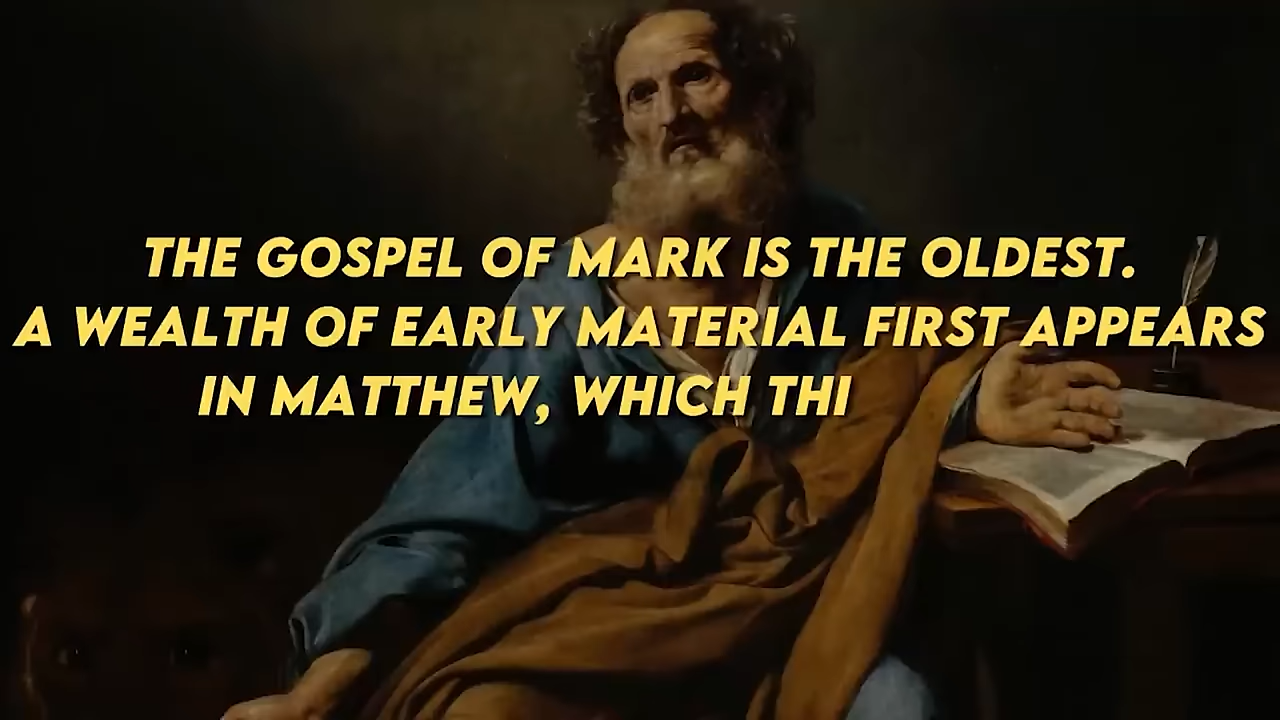 THE GOSPEL OF MARK IS THE OLDEST.
A WEALTH OF EARLY MATERIAL FIRST APPEARS
IN MATTHEW, WHICH THI